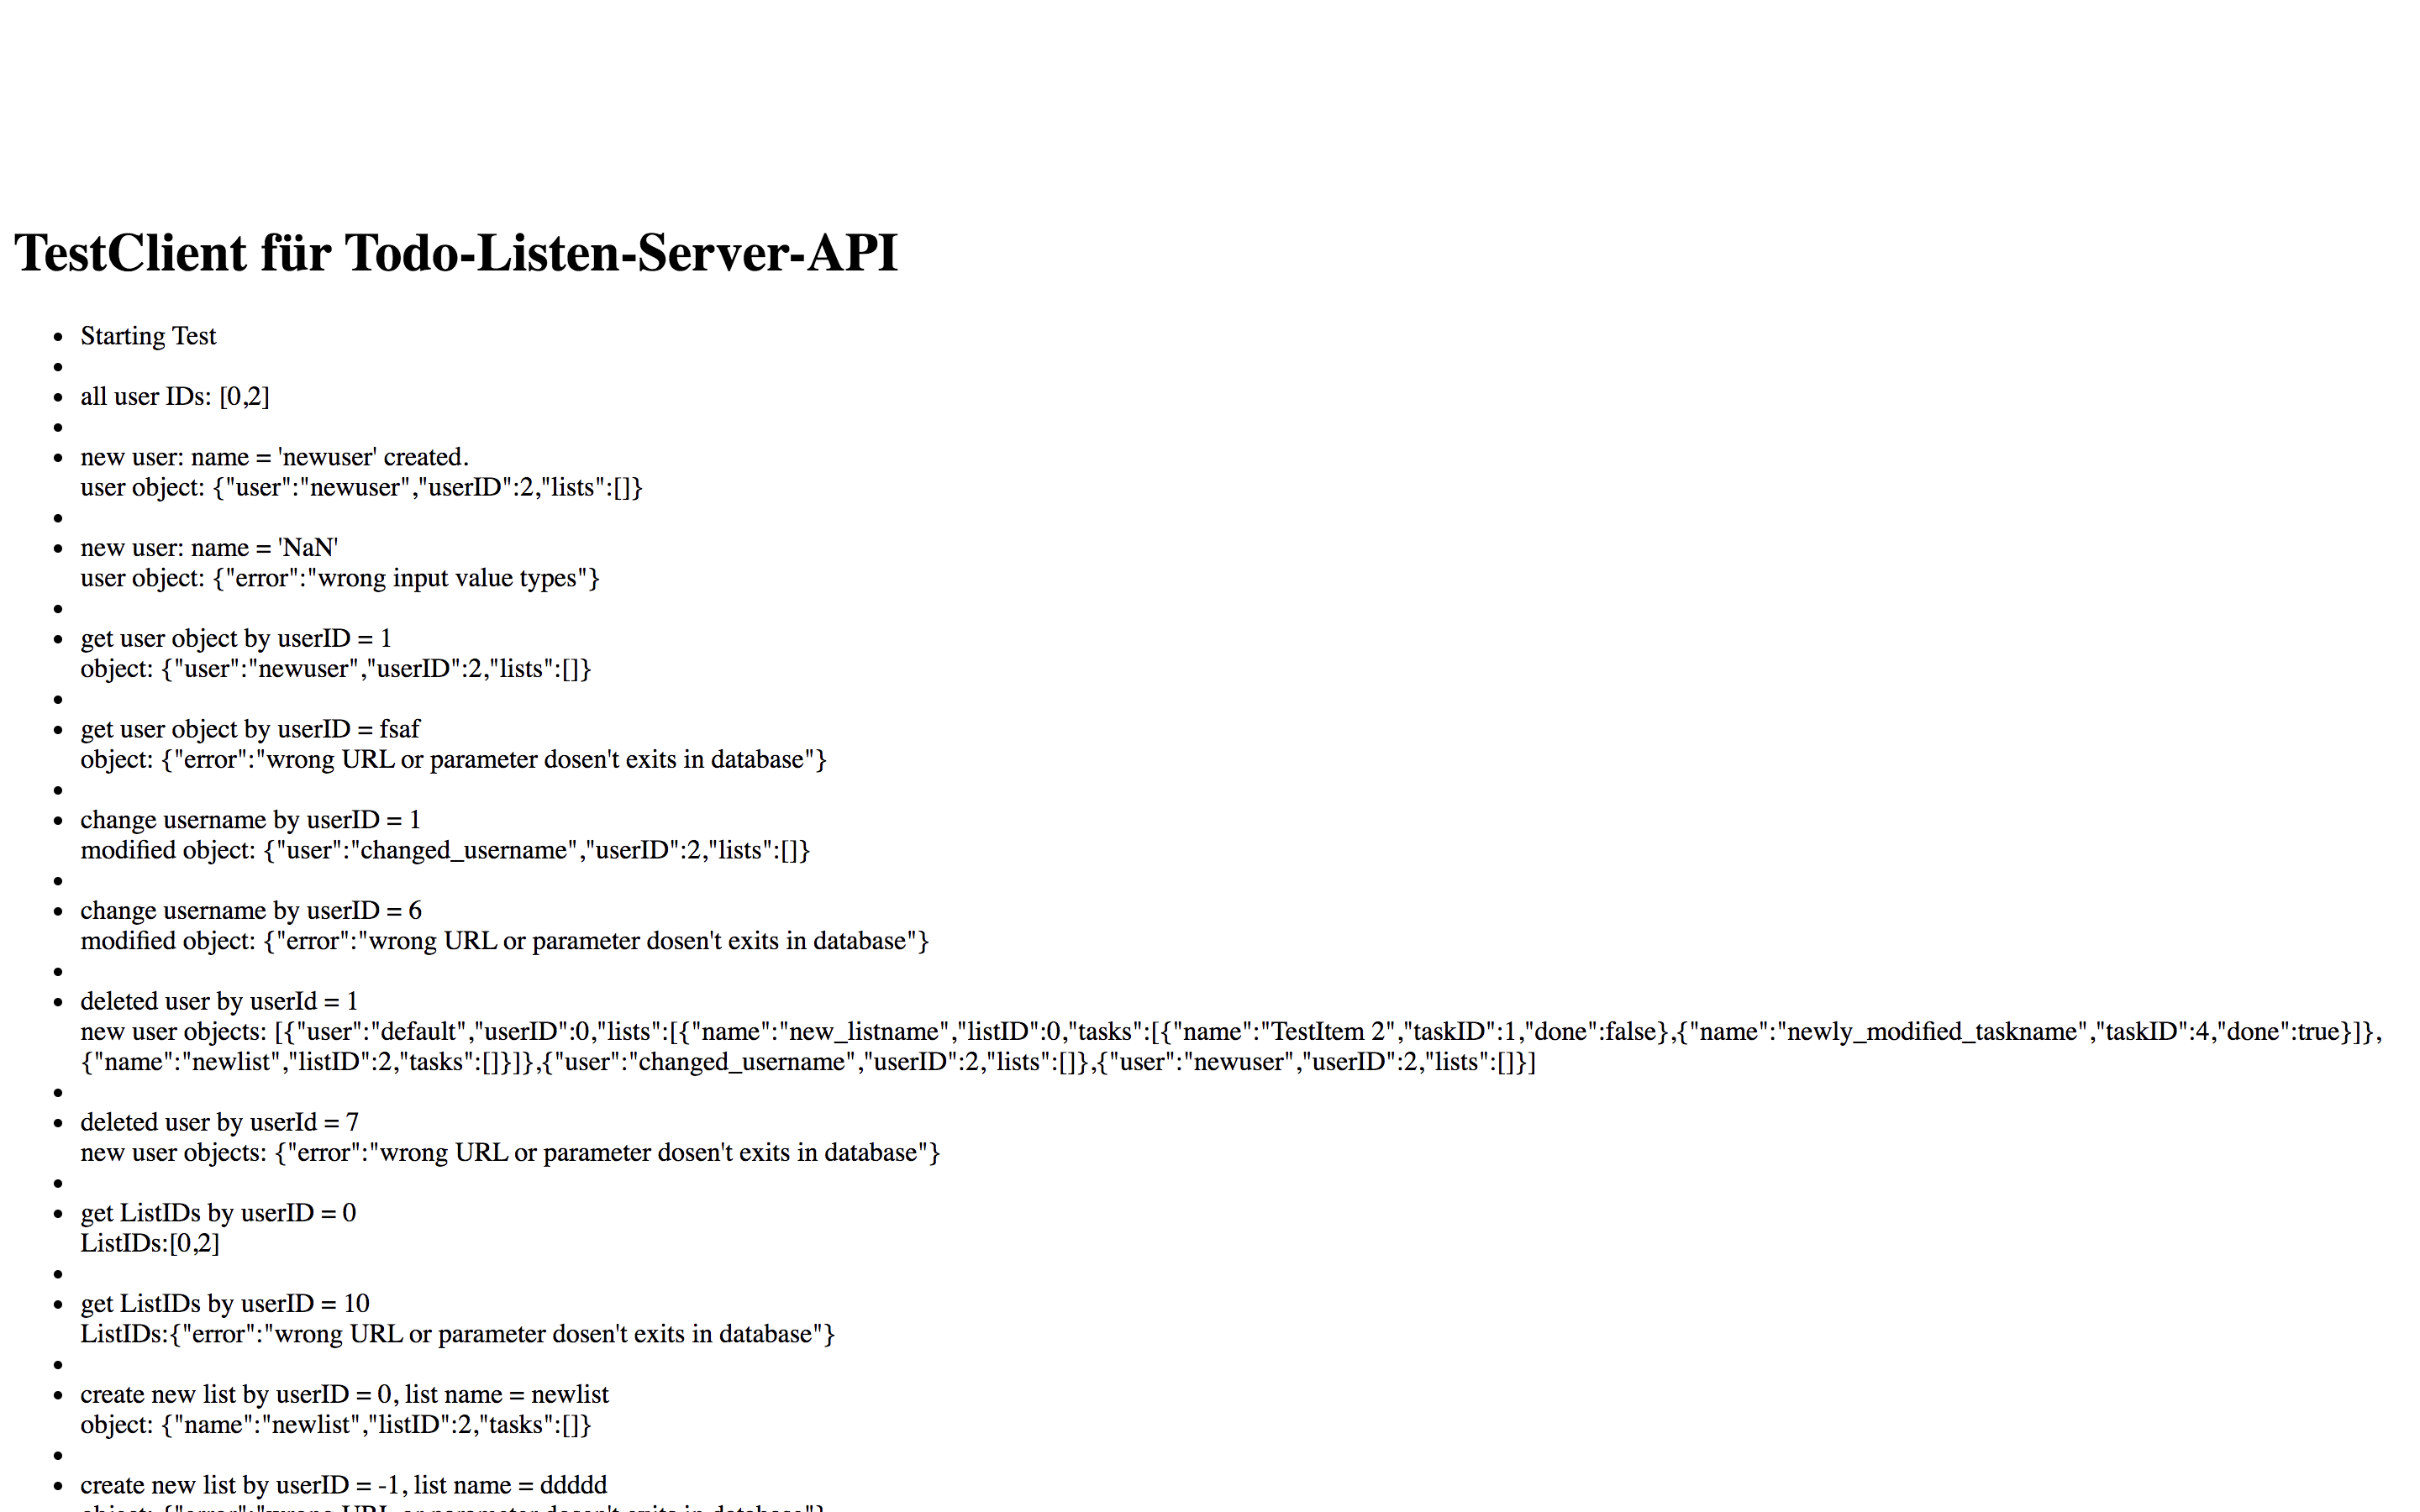 TestClient für Todo-Listen-Server-API
Starting Test
all user IDs: [0,2]
new user: name = 'newuser' created.
user object: {"user":"newuser","userID":2,"lists":[]}
new user: name = 'NaN'
user object: {"error":"wrong input value types"}
get user object by userID = 1
object: {"user":"newuser","userID":2,"lists":[]}
get user object by userID = fsaf
object: {"error":"wrong URL or parameter dosen't exits in database"}
change username by userID = 1
modified object: {"user":"changed_username","userID":2,"lists":[]}
change username by userID = 6
modified object: {"error":"wrong URL or parameter dosen't exits in database"}
deleted user by userId = 1
new user objects: [{"user":"default","userID":0,"lists":[{"name":"new_listname","listID":0,"tasks":[{"name":"TestItem 2","taskID":1,"done":false},{"name":"newly_modified_taskname","taskID":4,"done":true}]},
{"name":"newlist","listID":2,"tasks":[]}]},{"user":"changed_username","userID":2,"lists":[]},{"user":"newuser","userID":2,"lists":[]}]
deleted user by userId = 7
new user objects: {"error":"wrong URL or parameter dosen't exits in database"}
get ListIDs by userID = 0
ListIDs:[0,2]
get ListIDs by userID = 10
ListIDs:{"error":"wrong URL or parameter dosen't exits in database"}
create new list by userID = 0, list name = newlist
object: {"name":"newlist","listID":2,"tasks":[]}
create new list by userID = -1, list name = ddddd
object: {"error":"wrong URL or parameter dosen't exits in database"}